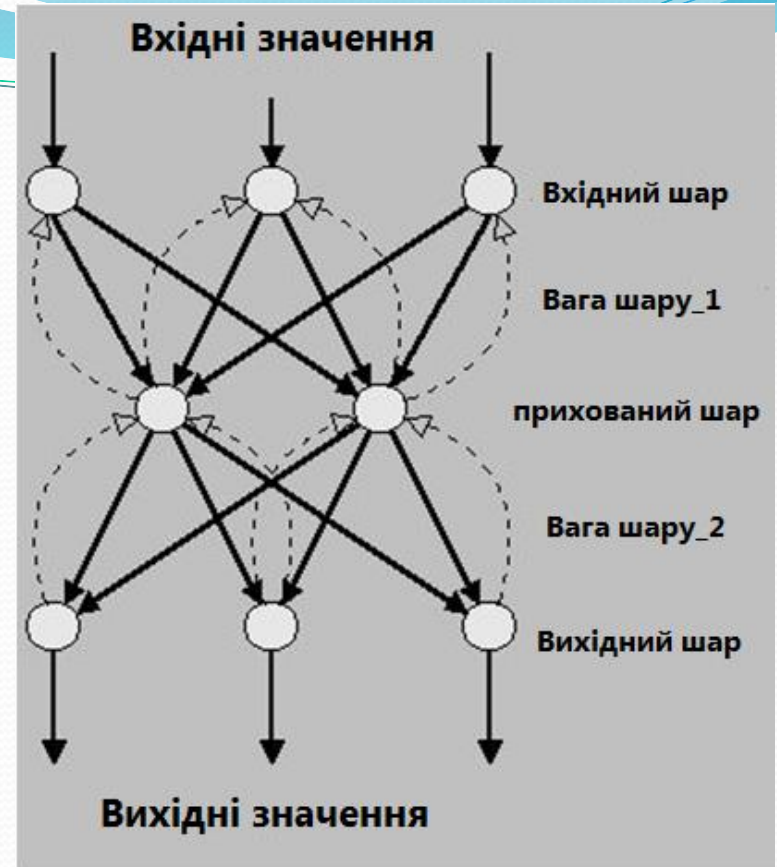 Вхідні значення
Вхідний шар
Вага шару_1
прихований шар
Вага шару_2
Вихідний шар
Вихідні значення